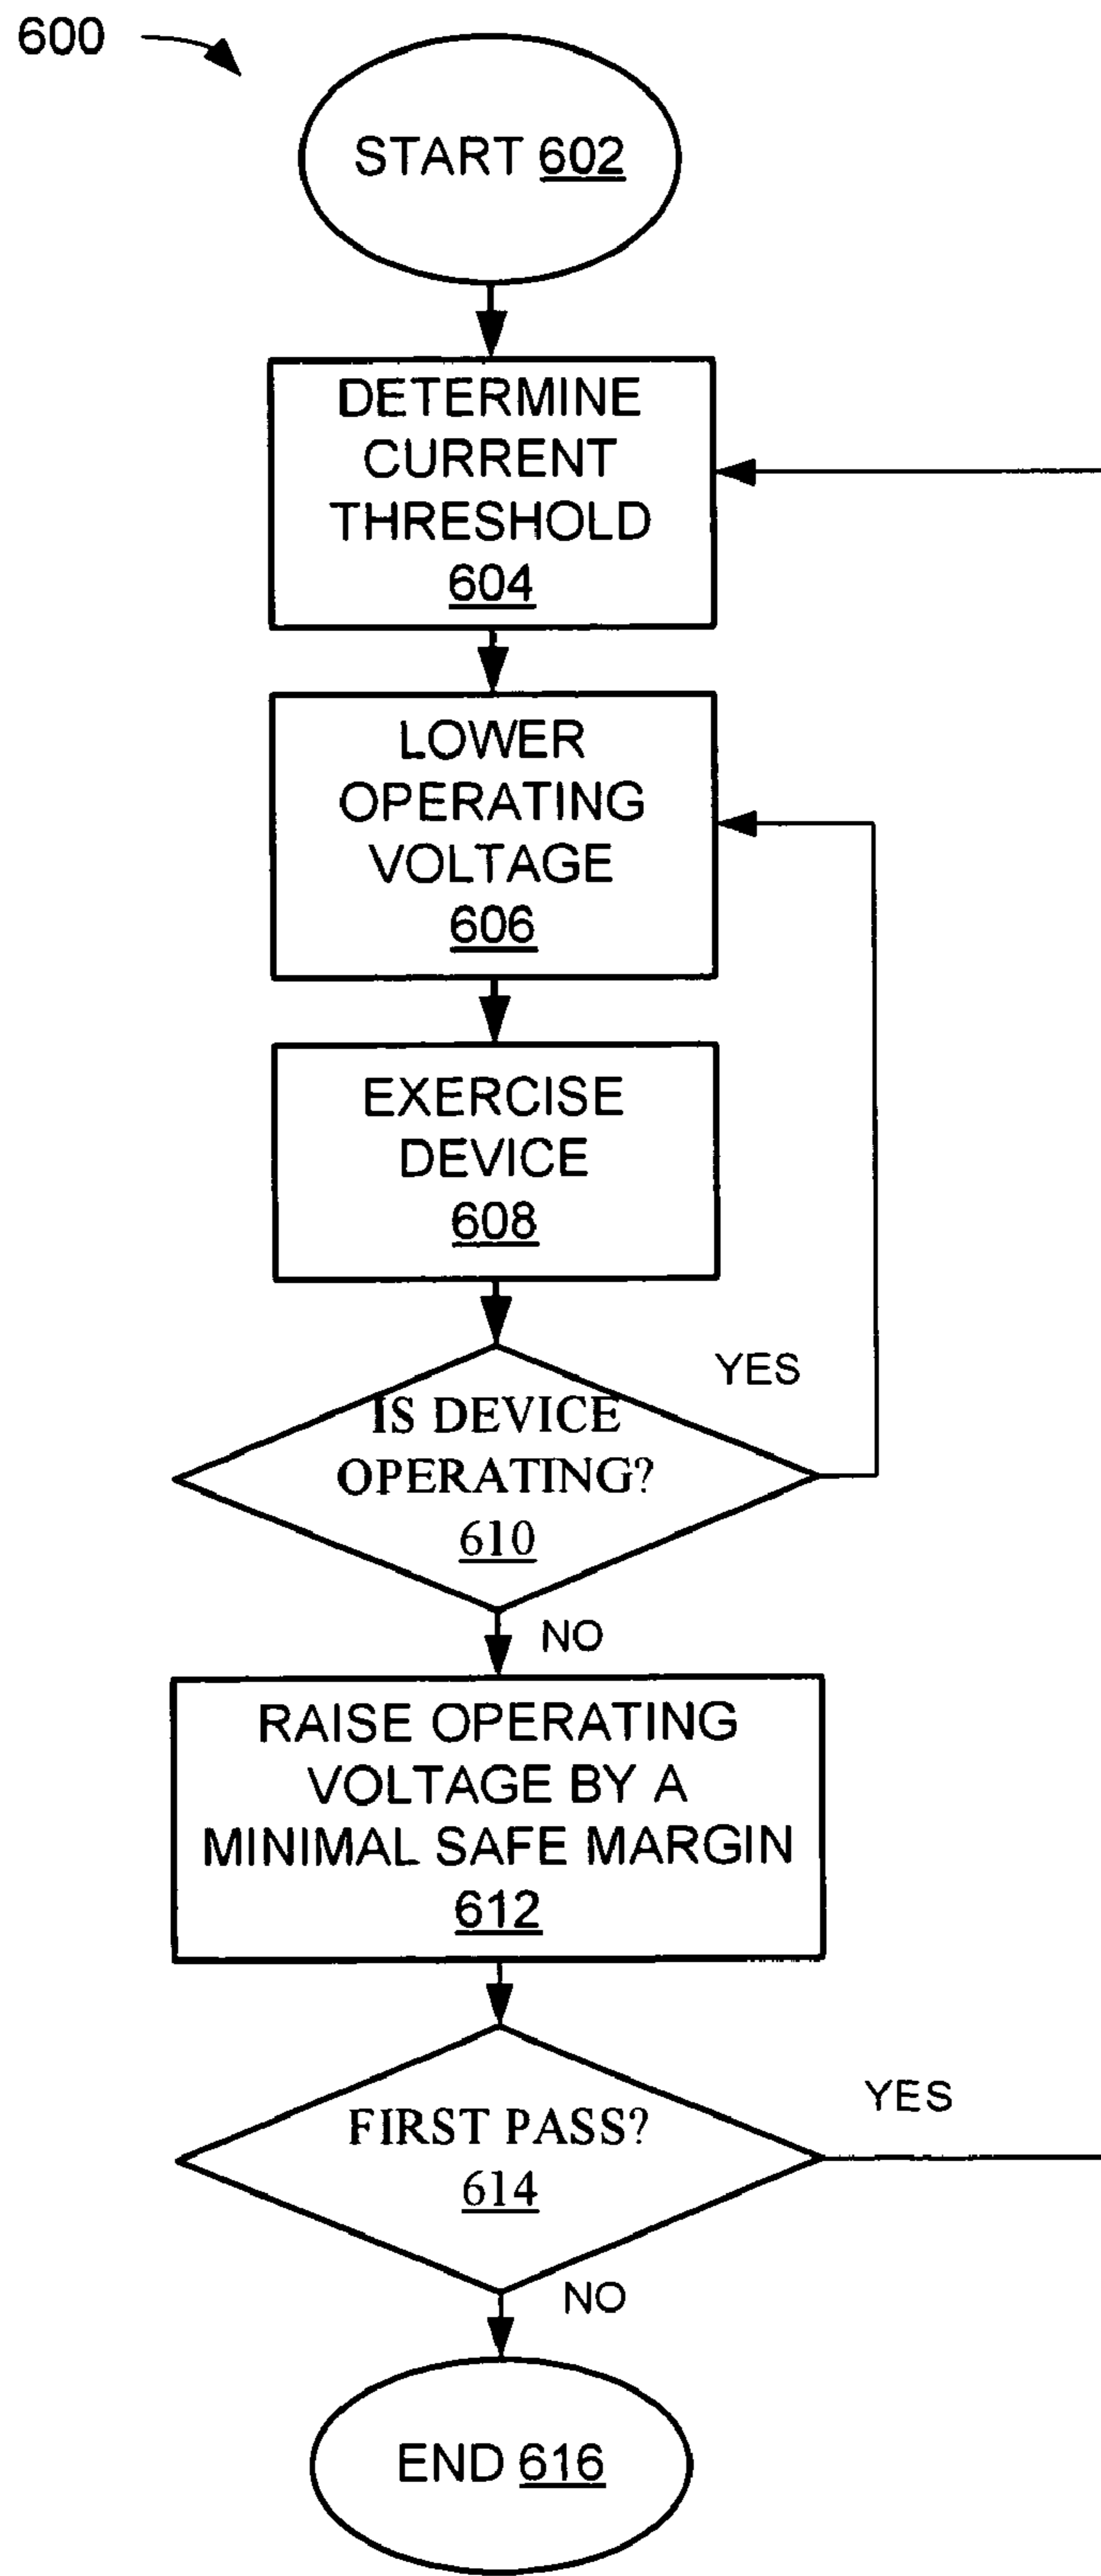 600
START 602
DETERMINE
CURRENT
THRESHOLD
604
LOWER
OPERATING
VOLTAGE
606
EXERCISE
DEVICE
608
YES
IS DEVICE
OPERATING?
610
NO
RAISE OPERATING
VOLTAGE BY A
MINIMAL SAFE MARGIN
612
YES
FIRST PASS?
614
NO
END 616